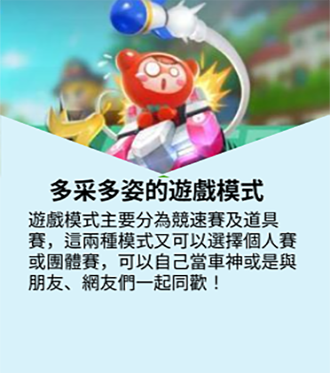 多采多姿的遊戲模式
遊戲模式主要分為競速賽及道具
賽，這兩種模式又可以選擇個人賽
或團體賽，可以自己當車神或是與
朋友、網友們一起同歡！